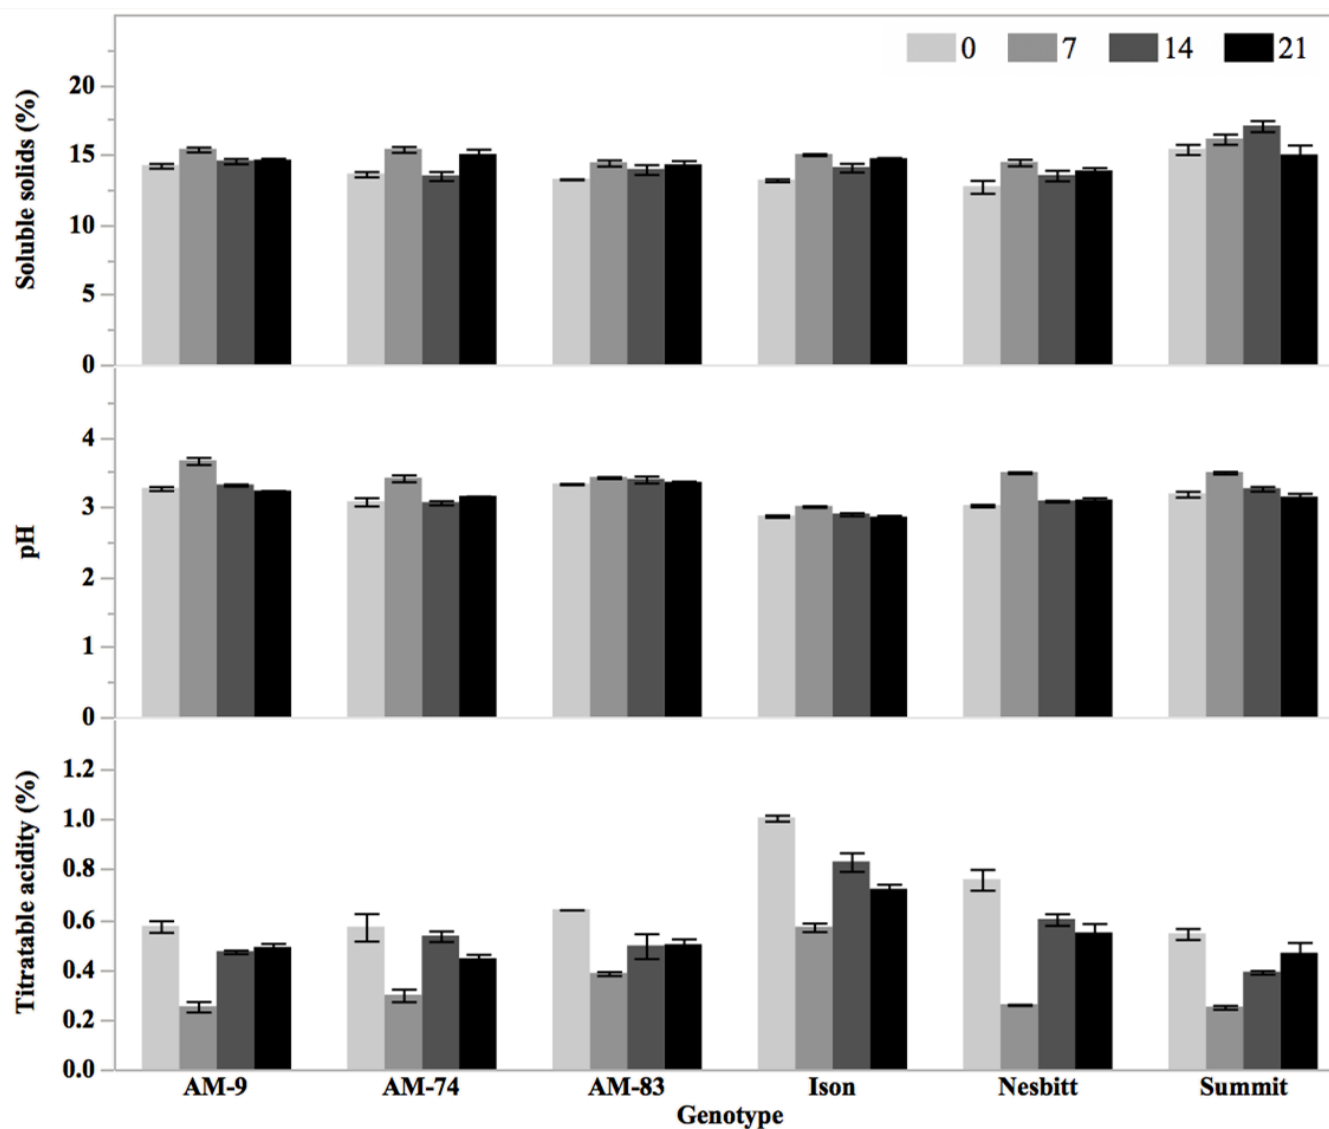 0 7 14 21
Soluble solids (%)
20
15
10
5
0
pH
4
3
2
1
0
Titratable acidity (%)
1.2
1.0
0.8
0.6
0.4
0.2
0.0
AM-9 AM-74 AM-83 Ison Nesbitt Summit
Genotype